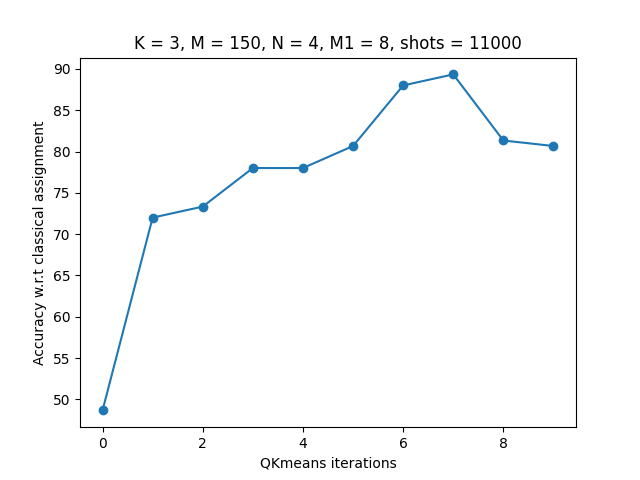 K = 3, M = 150, N = 4, M1 = 8, shots = 11000
Accuracy w.r.t classical assignment
90
85
80
75
70
65
60
55
50
0 2 4 6 8
QKmeans iterations